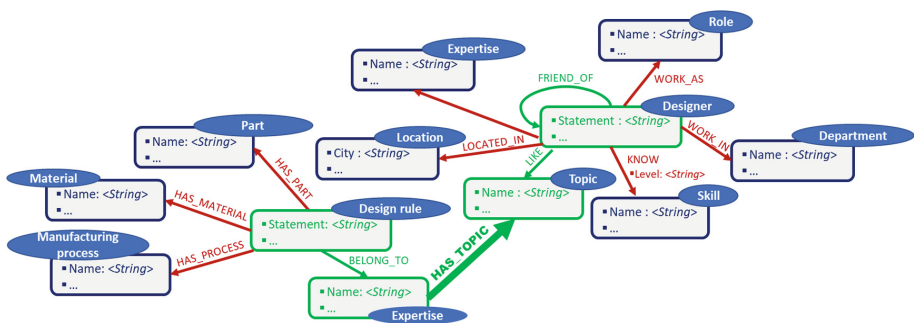 Role
▪ Name : <String>
▪ ...
Expertise
▪ Name : <String>
▪ ...
WORK_AS
FRIEND_OF
Designer
▪ Statement : <String>
▪ ...
Part
▪ Name: <String>
▪ ...
Location
▪ City : <String>
▪ ...
LOCATED_IN
WORK_IN
Department
▪ Name : <String>
▪ ...
HAS_PART
LIKE
KNOW
▪ Level: <String>
Material
▪ Name: <String>
▪ ...
HAS_MATERIAL
Topic
▪ Name : <String>
▪ ...
Skill
▪ Name : <String>
▪ ...
Design rule
▪ Statement: <String>
▪ ...
Manufacturing
process
▪ Name: <String>
▪ ...
HAS_PROCESS
BELONG_TO
HAS_TOPIC
▪ Name: <String>
▪ ...
Expertise